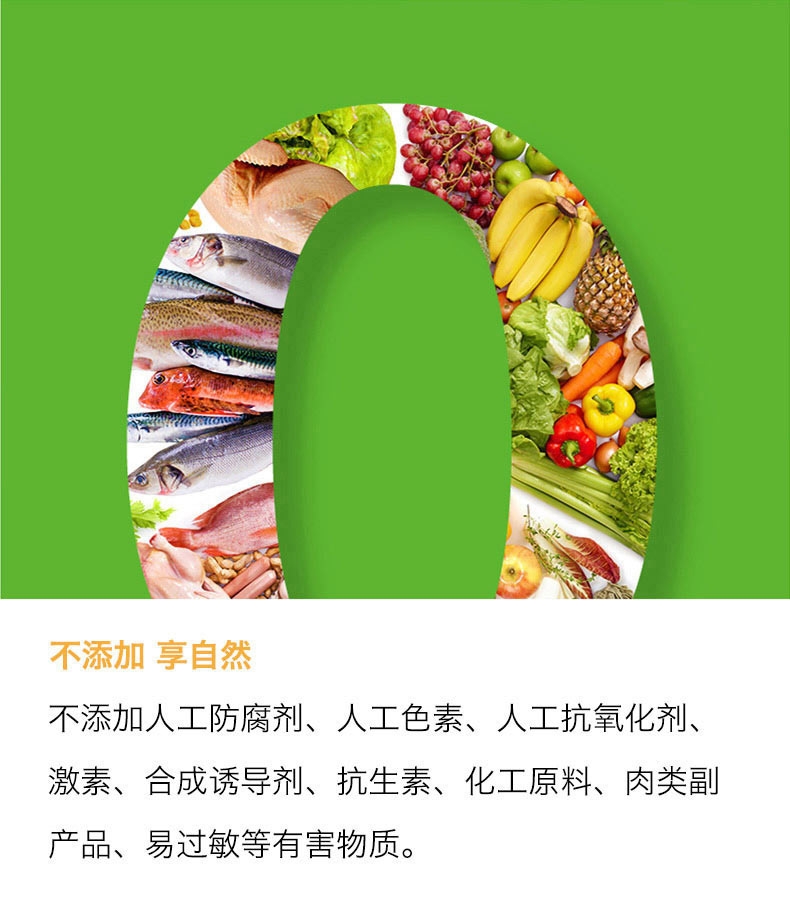 不添加 享自然
不添加人工防腐剂、人工色素、人工抗氧化剂、
激素、合成诱导剂、抗生素、化工原料、肉类副
产品、易过敏等有害物质。